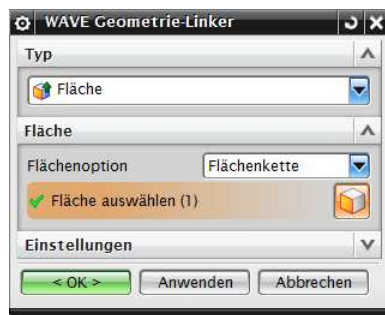 WAVE Geometrie-Linker
Typ
Fläche
Fläche
Flächenoption Flächenkette
Fläche auswählen (1)
Einstellungen
< OK > Anwenden Abbrechen